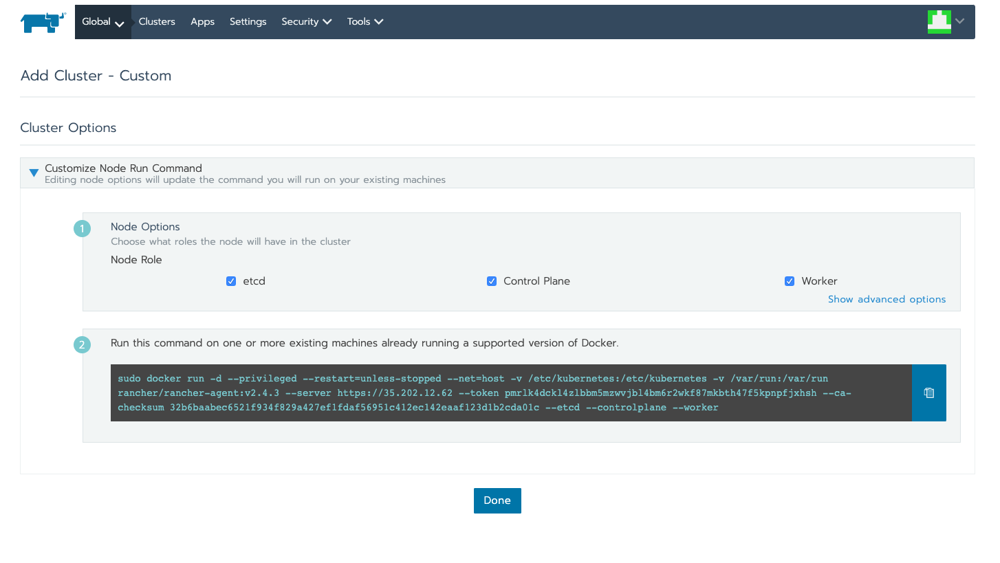 Global Clusters Apps Settings Security Tools
Add Cluster - Custom
Cluster Options
Customize Node Run Command
Editing node options will update the command you will run on your existing machines
1
Node Options
Choose what roles the node will have in the cluster
Node Role
etcd Control Plane Worker
Show advanced options
2
Run this command on one or more existing machines already running a supported version of Docker.
sudo docker run -d --privileged --restart=unless-stopped --net=host -v /etc/kubernetes:/etc/kubernetes -v /var/run:/var/run
rancher/rancher-agent:v2.4.3 --server https://35.202.12.62 --token pmrlk4dckl4zlbbm5mzwvjbl4bm6r2wkf87mkbth47f5kpnpfjxhsh --ca-
checksum 32b6baabec6521f934f829a427ef1fdaf56951c412ec142eaaf123d1b2cda01c --etcd --controlplane --worker
Done